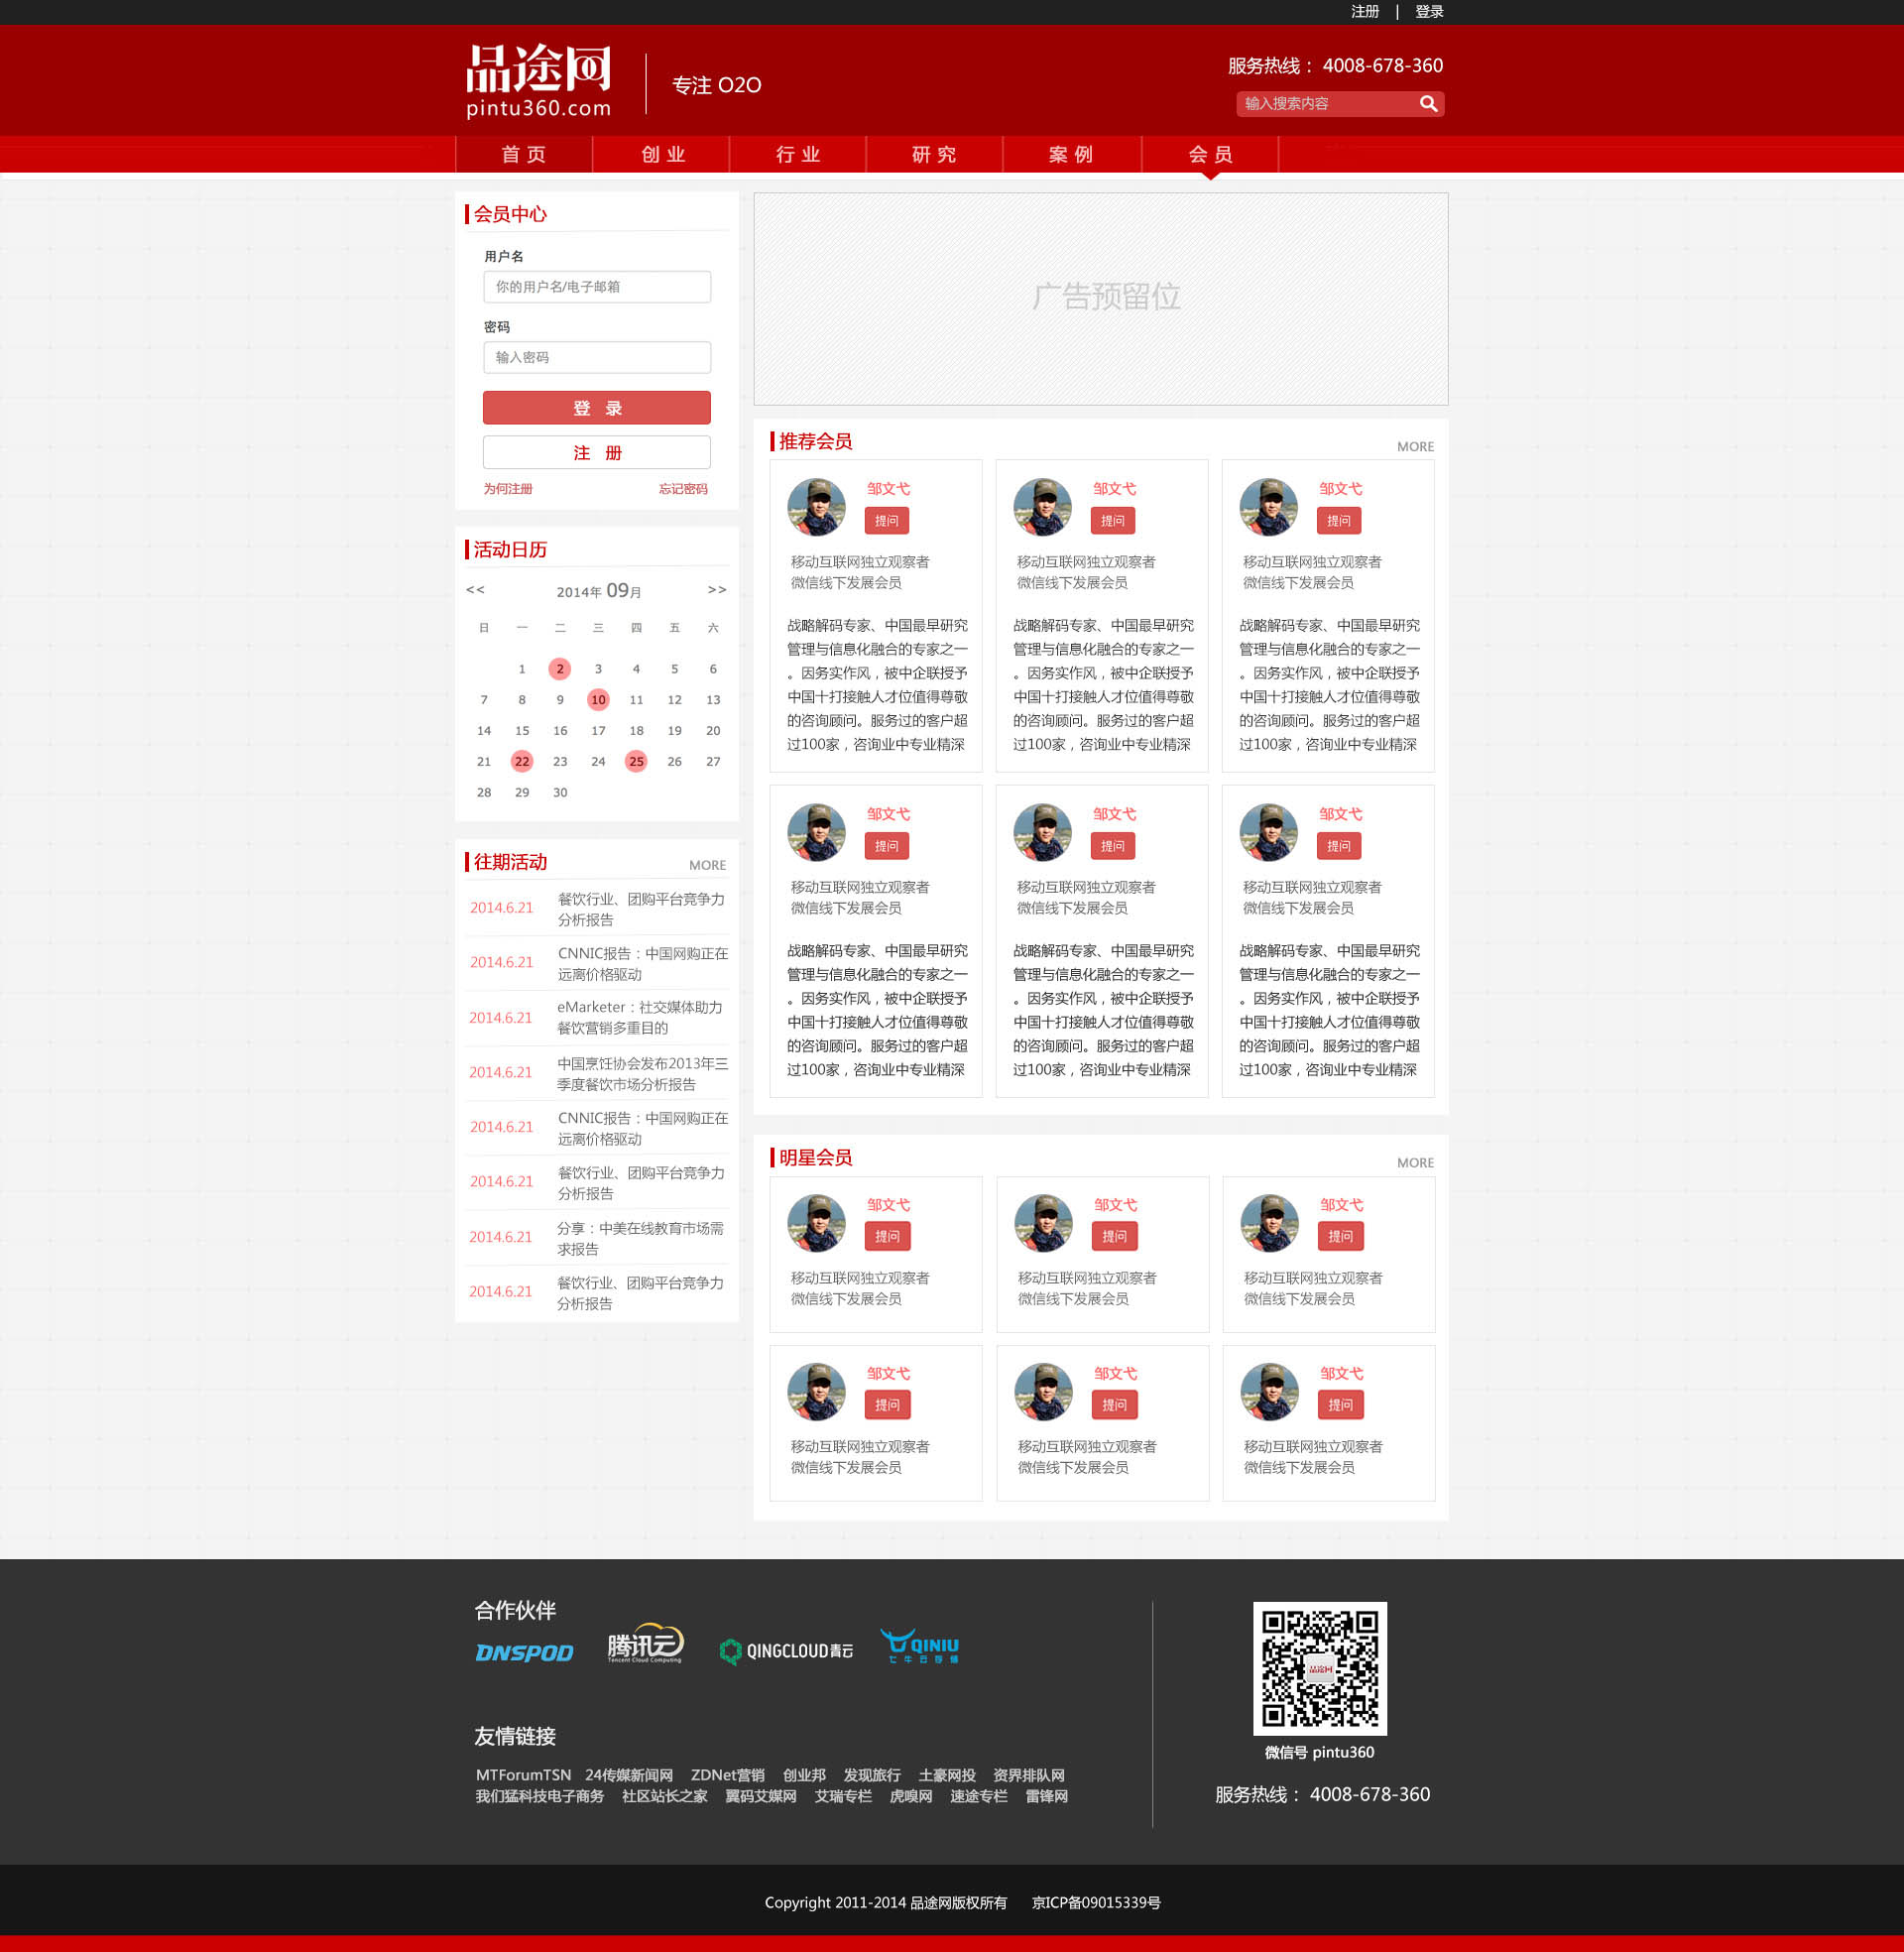 注册 | 登录
品途网
pintu360.com
专注 O2O
服务热线： 4008-678-360
输入搜索内容
首 页 创 业 行 业 研 究 案 例 会 员
会员中心
用户名
你的用户名/电子邮箱
密码
输入密码
登 录
注 册
为何注册 忘记密码
活动日历
<< 2014年 09月 >>
日 一 二 三 四 五 六
1 2 3 4 5 6
7 8 9 10 11 12 13
14 15 16 17 18 19 20
21 22 23 24 25 26 27
28 29 30
往期活动 MORE
2014.6.21 餐饮行业、团购平台竞争力
分析报告
2014.6.21 CNNIC报告：中国网购正在
远离价格驱动
2014.6.21 eMarketer：社交媒体助力
餐饮营销多重目的
2014.6.21 中国烹饪协会发布2013年三
季度餐饮市场分析报告
2014.6.21 CNNIC报告：中国网购正在
远离价格驱动
2014.6.21 餐饮行业、团购平台竞争力
分析报告
2014.6.21 分享：中美在线教育市场需
求报告
2014.6.21 餐饮行业、团购平台竞争力
分析报告
广告预留位
推荐会员 MORE
邹文弋 邹文弋 邹文弋
提问 提问 提问
移动互联网独立观察者 移动互联网独立观察者 移动互联网独立观察者
微信线下发展会员 微信线下发展会员 微信线下发展会员
战略解码专家、中国最早研究 战略解码专家、中国最早研究 战略解码专家、中国最早研究
管理与信息化融合的专家之一 管理与信息化融合的专家之一 管理与信息化融合的专家之一
。因务实作风，被中企联授予 。因务实作风，被中企联授予 。因务实作风，被中企联授予
中国十打接触人才位值得尊敬 中国十打接触人才位值得尊敬 中国十打接触人才位值得尊敬
的咨询顾问。服务过的客户超 的咨询顾问。服务过的客户超 的咨询顾问。服务过的客户超
过100家，咨询业中专业精深 过100家，咨询业中专业精深 过100家，咨询业中专业精深
邹文弋 邹文弋 邹文弋
提问 提问 提问
移动互联网独立观察者 移动互联网独立观察者 移动互联网独立观察者
微信线下发展会员 微信线下发展会员 微信线下发展会员
战略解码专家、中国最早研究 战略解码专家、中国最早研究 战略解码专家、中国最早研究
管理与信息化融合的专家之一 管理与信息化融合的专家之一 管理与信息化融合的专家之一
。因务实作风，被中企联授予 。因务实作风，被中企联授予 。因务实作风，被中企联授予
中国十打接触人才位值得尊敬 中国十打接触人才位值得尊敬 中国十打接触人才位值得尊敬
的咨询顾问。服务过的客户超 的咨询顾问。服务过的客户超 的咨询顾问。服务过的客户超
过100家，咨询业中专业精深 过100家，咨询业中专业精深 过100家，咨询业中专业精深
明星会员 MORE
邹文弋 邹文弋 邹文弋
提问 提问 提问
移动互联网独立观察者 移动互联网独立观察者 移动互联网独立观察者
微信线下发展会员 微信线下发展会员 微信线下发展会员
邹文弋 邹文弋 邹文弋
提问 提问 提问
移动互联网独立观察者 移动互联网独立观察者 移动互联网独立观察者
微信线下发展会员 微信线下发展会员 微信线下发展会员
合作伙伴
DNSPOD
腾讯云
Tencent Cloud Computing
QINGCLOUD青云
QINIU
七牛云存储
友情链接
MTForumTSN 24传媒新闻网 ZDNet营销 创业邦 发现旅行 土豪网投 资界排队网
我们猛科技电子商务 社区站长之家 翼码艾媒网 艾瑞专栏 虎嗅网 速途专栏 雷锋网
品途网
微信号 pintu360
服务热线： 4008-678-360
Copyright 2011-2014 品途网版权所有 京ICP备09015339号